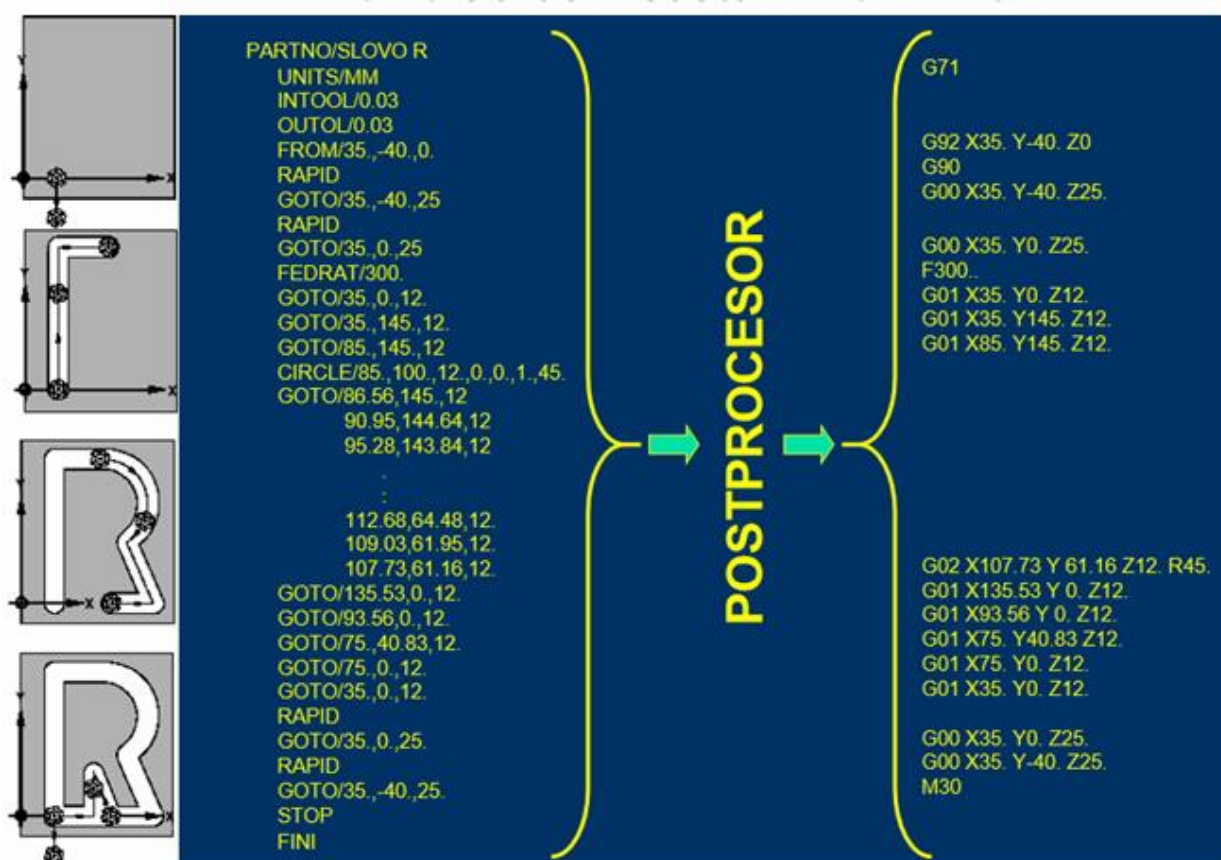 PARTNO/SLOVO R
UNITS/MM
INTOOL/0.03
OUTOL/0.03
FROM/35.,-40.,0.
RAPID
GOTO/35.,-40.,25
RAPID
GOTO/35.,0.,25
FEDRAT/300.
GOTO/35.,0.,12.
GOTO/35.,145.,12.
GOTO/85.,145.,12
CIRCLE/85.,100.,12.,0.,0.,1.,45.
GOTO/86.56,145.,12
90.95,144.64,12
95.28,143.84,12
:
:
112.68,64.48,12.
109.03,61.95,12.
107.73,61.16,12.
GOTO/135.53,0.,12.
GOTO/93.56,0.,12.
GOTO/75.,40.83,12.
GOTO/75.,0.,12.
GOTO/35.,0.,12.
RAPID
GOTO/35.,0.,25.
RAPID
GOTO/35.,-40.,25.
STOP
FINI
POSTPROCESOR
G71
G92 X35. Y-40. Z0
G90
G00 X35. Y-40. Z25.
G00 X35. Y0. Z25.
F300..
G01 X35. Y0. Z12.
G01 X35. Y145. Z12.
G01 X85. Y145. Z12.
G02 X107.73 Y 61.16 Z12. R45.
G01 X135.53 Y 0. Z12.
G01 X93.56 Y 0. Z12.
G01 X75. Y40.83 Z12.
G01 X75. Y0. Z12.
G01 X35. Y0. Z12.
G00 X35. Y0. Z25.
G00 X35. Y-40. Z25.
M30
Y
X
Y
X
Y
X
Y
X